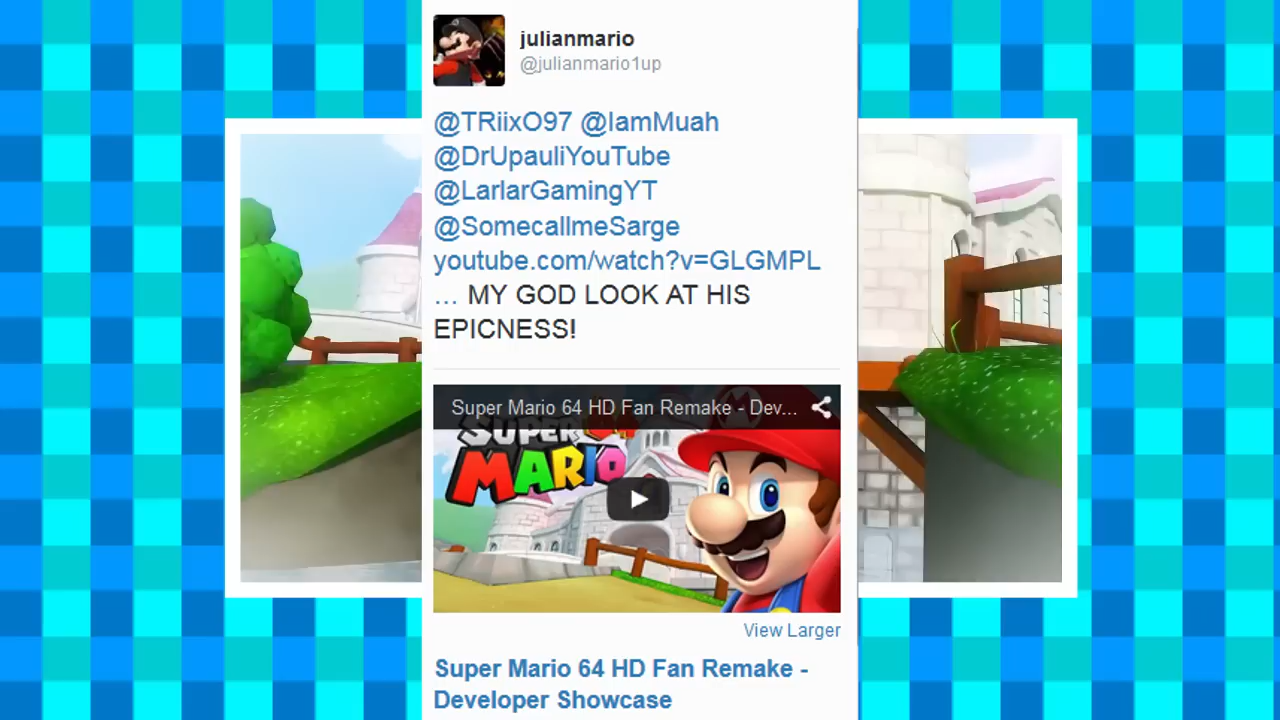 julianmario
@julianmario1up
@TRiixO97 @IamMuah
@DrUpauliYouTube
@LarlarGamingYT
@SomecallmeSarge
youtube.com/watch?v=GLGMPL
… MY GOD LOOK AT HIS
EPICNESS!
Super Mario 64 HD Fan Remake - Dev...
SUPER 64
MARIO
View Larger
Super Mario 64 HD Fan Remake -
Developer Showcase